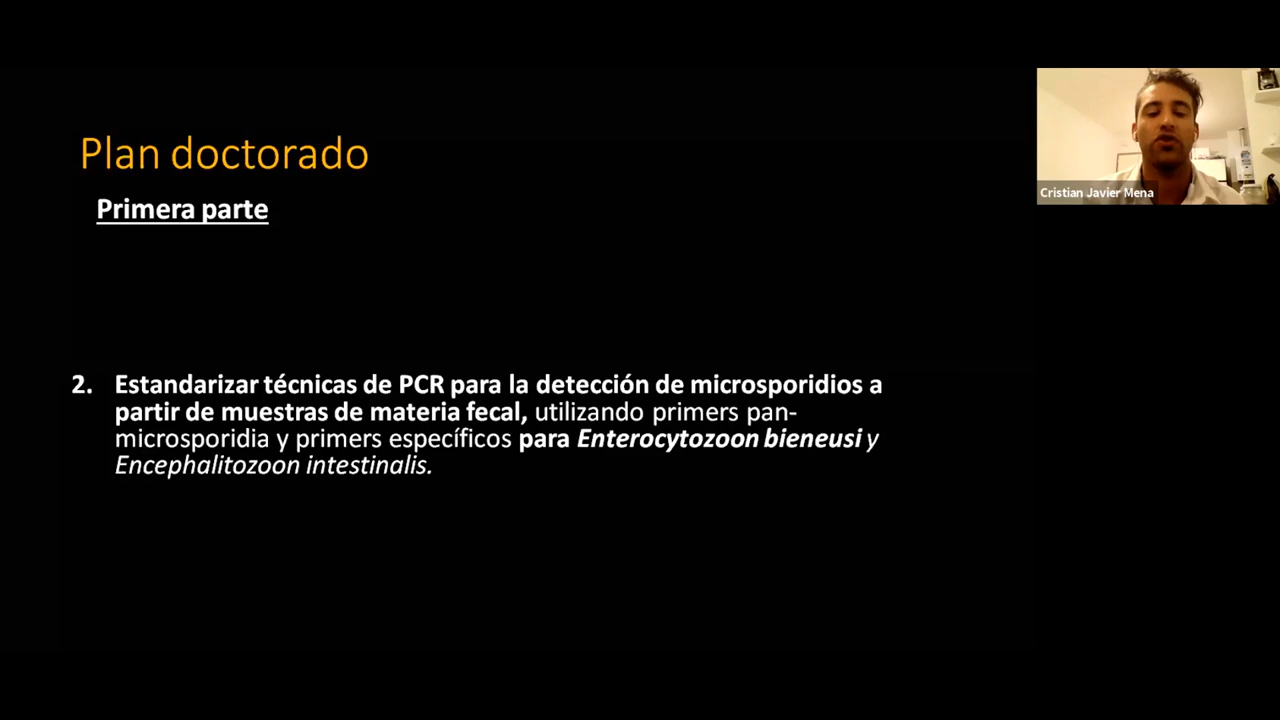 Plan doctorado
Primera parte
Cristian Javier Mena
2. Estandarizar técnicas de PCR para la detección de microsporidios a
partir de muestras de materia fecal, utilizando primers pan-
microsporidia y primers específicos para Enterocytozoon bieneusi y
Encephalitozoon intestinalis.